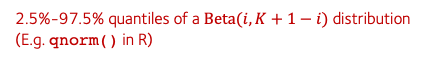 2.5%-97.5% quantiles of a Beta(i, K + 1 − i) distribution
(E.g. qnorm() in R)